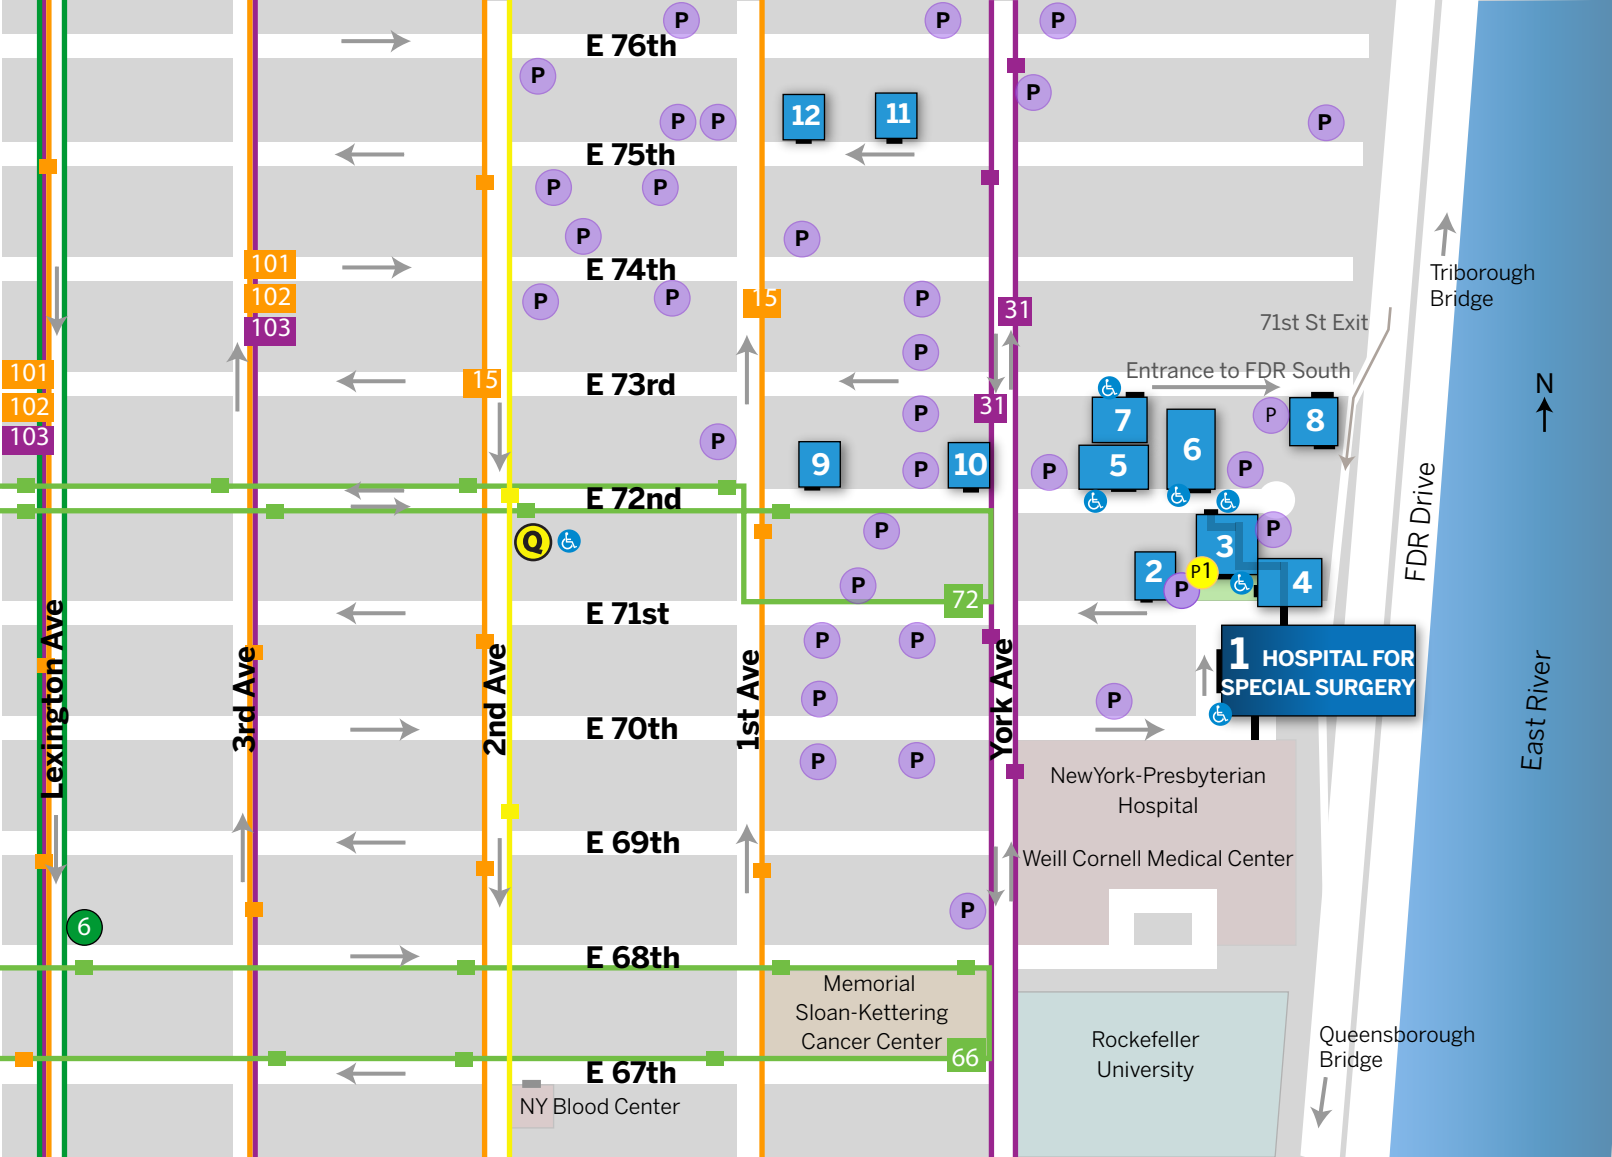 P
P
P
E 76th
P
P
P
P
P
12
11
E 75th
P
P
P
P
101
E 74th
Triborough
Bridge
102
P
P
15
P
31
103
71st St Exit
P
101
15
E 73rd
Entrance to FDR South
N
102
31
P
7
P
8
103
P
6
9
P
10
P
5
P
E 72nd
FDR Drive
Q
P
3
P
2
P1
P
4
P
72
E 71st
P
P
1 HOSPITAL FOR
SPECIAL SURGERY
Lexington Ave
3rd Ave
2nd Ave
1st Ave
York Ave
East River
P
P
E 70th
P
P
NewYork-Presbyterian
Hospital
E 69th
Weill Cornell Medical Center
6
P
E 68th
Memorial
Sloan-Kettering
Cancer Center
Rockefeller
University
Queensborough
Bridge
66
E 67th
NY Blood Center